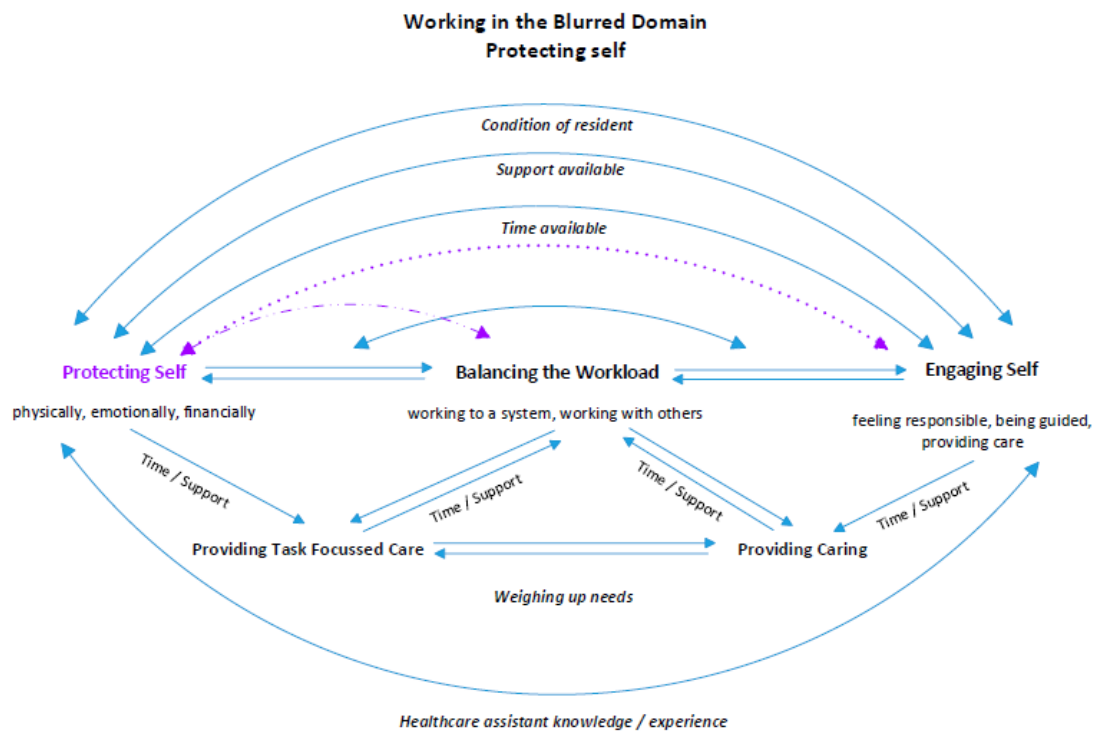 Working in the Blurred Domain
Protecting self
Condition of resident
Support available
Time available
Protecting Self
Balancing the Workload
Engaging Self
physically, emotionally, financially
working to a system, working with others
feeling responsible, being guided,
providing care
Time / Support
Time / Support
Time / Support
Time / Support
Providing Task Focussed Care
Providing Caring
Weighing up needs
Healthcare assistant knowledge / experience